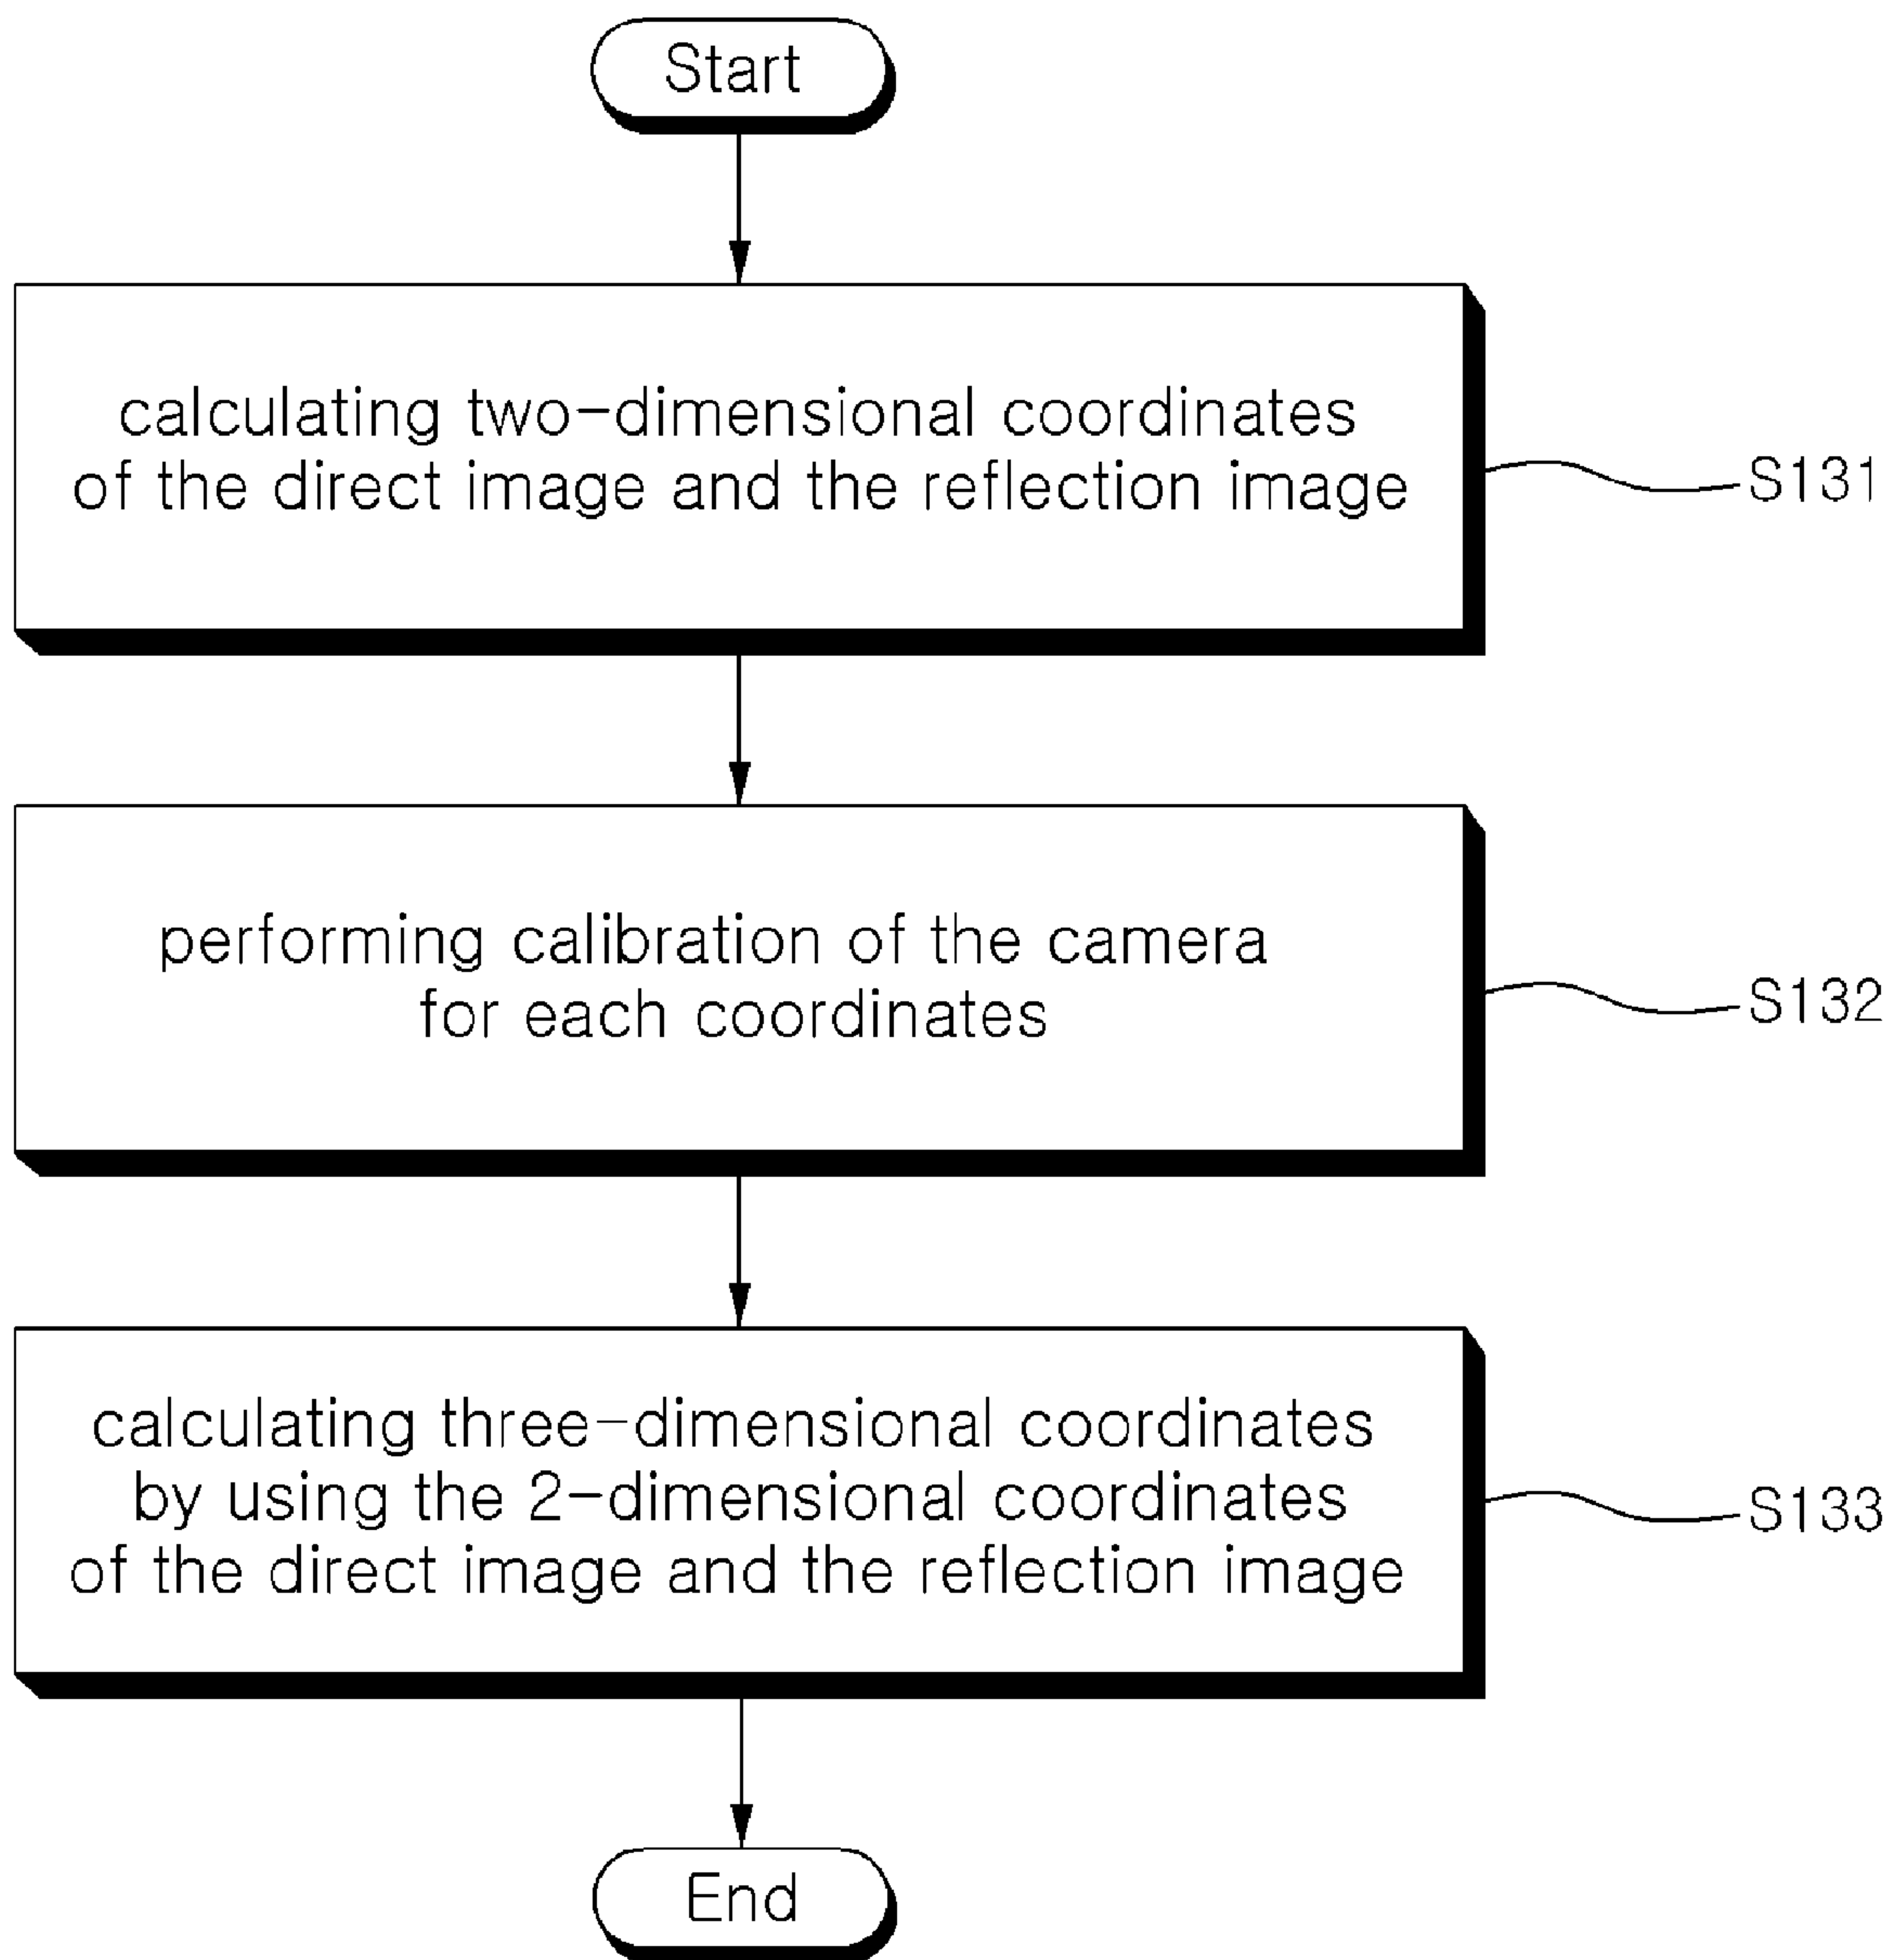 Start
calculating two-dimensional coordinates
of the direct image and the reflection image
S131
performing calibration of the camera
for each coordinates
S132
calculating three-dimensional coordinates
by using the 2-dimensional coordinates
of the direct image and the reflection image
S133
End